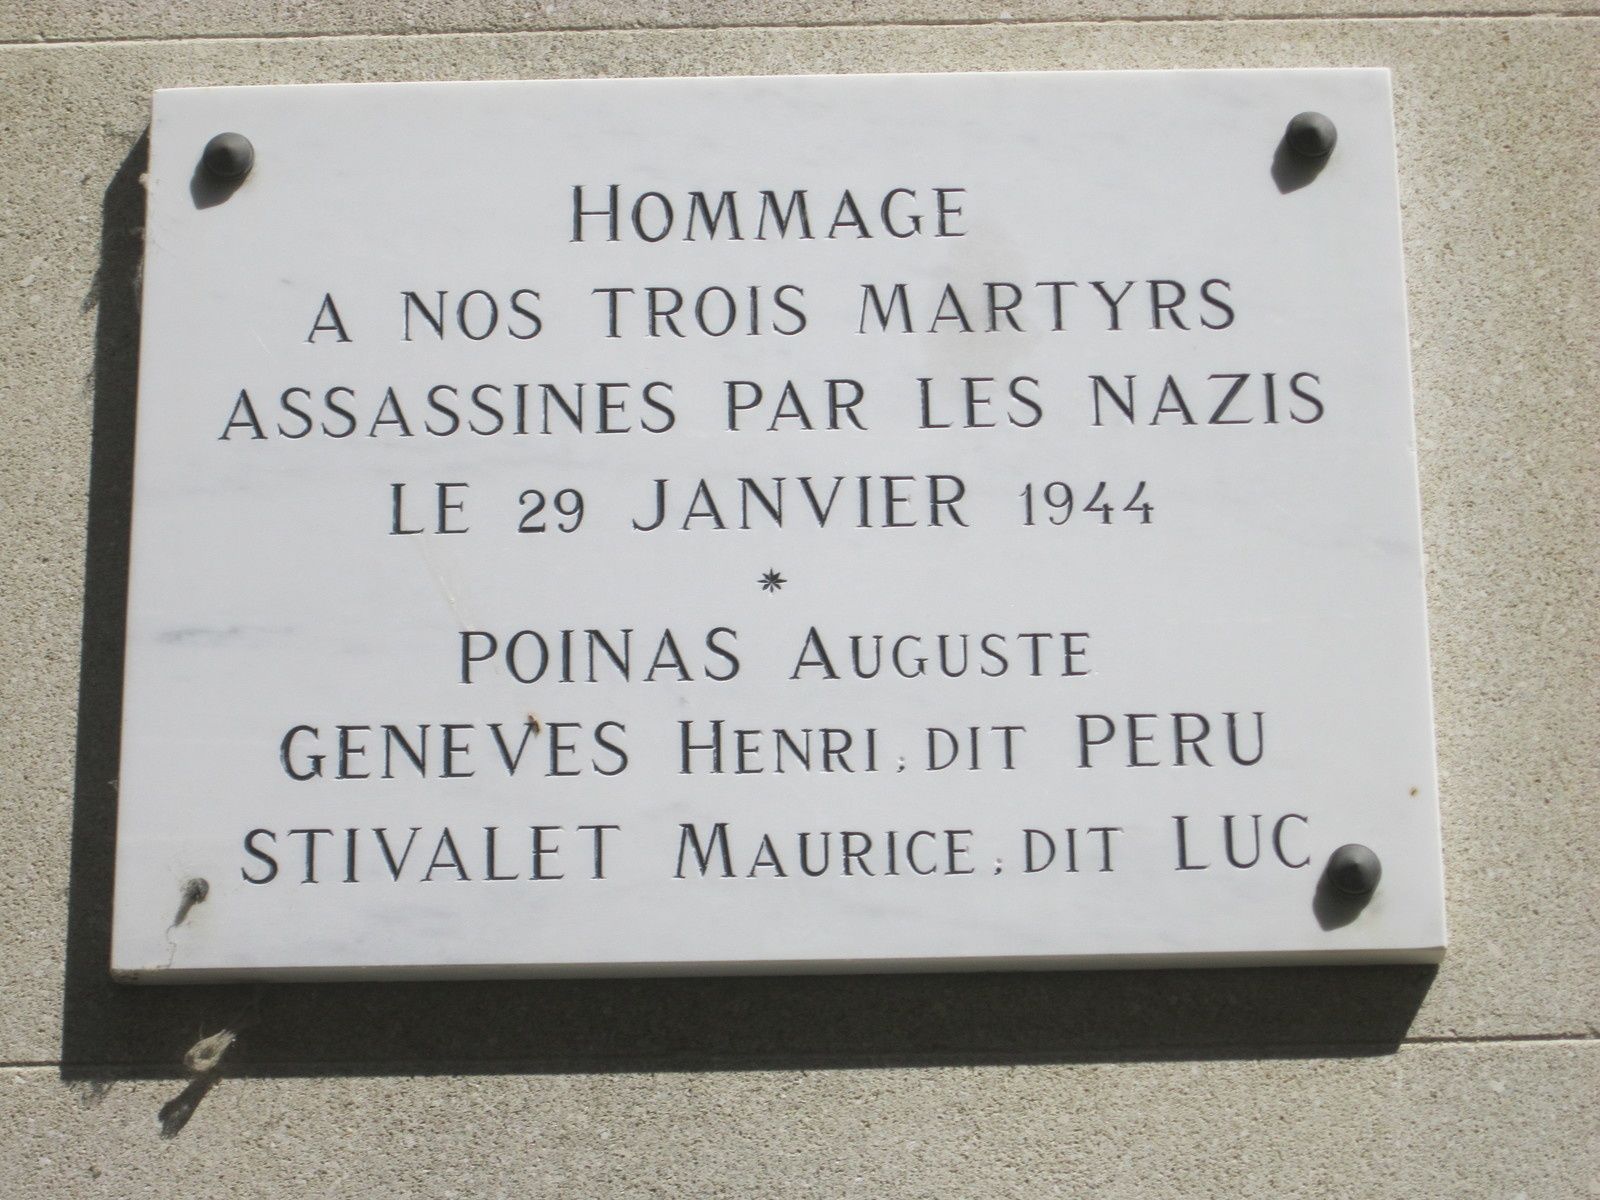 HOMMAGE
A NOS TROIS MARTYRS
ASSASSINES PAR LES NAZIS
LE 29 JANVIER 1944
*
POINAS AUGUSTE
GENEVES HENRI, DIT PERU
STIVALET MAURICE, DIT LUC